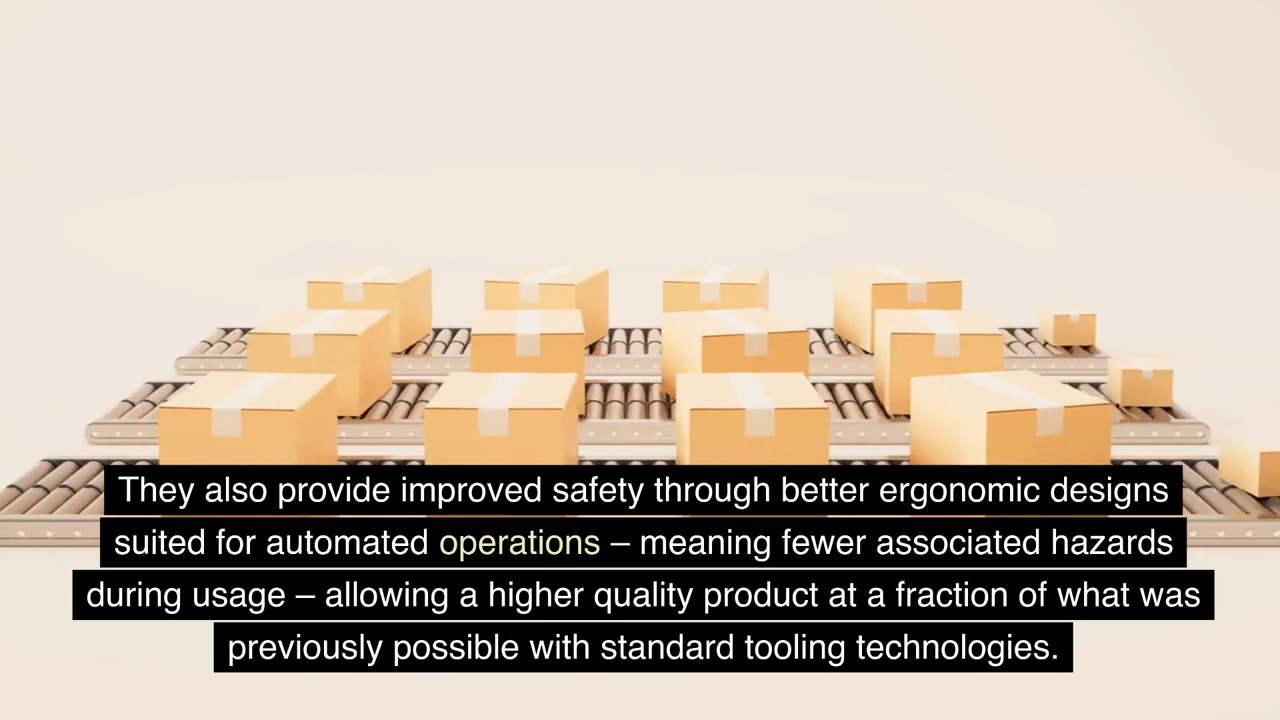 They also provide improved safety through better ergonomic designs
suited for automated operations – meaning fewer associated hazards
during usage – allowing a higher quality product at a fraction of what was
previously possible with standard tooling technologies.